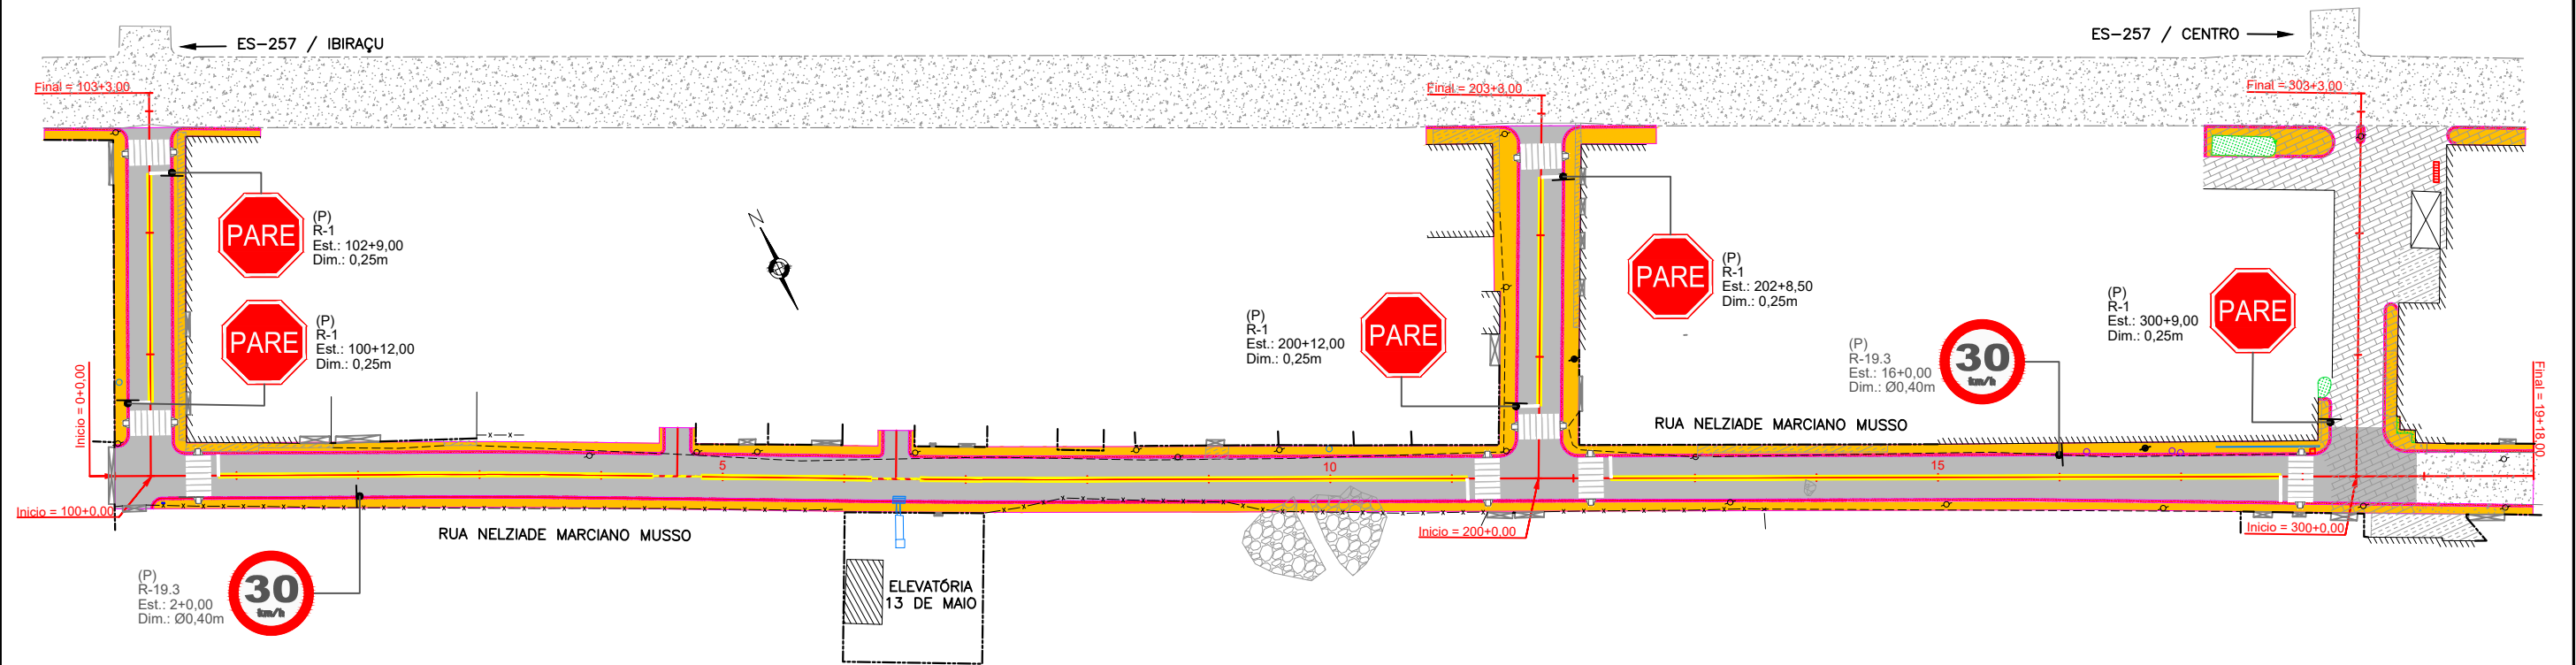 ES-257 / IBIRAÇU
ES-257 / CENTRO
Final = 103+3,00
Final = 203+3,00
Final = 303+3,00
PARE
(P)
R-1
Est.: 102+9,00
Dim.: 0,25m
PARE
(P)
R-1
Est.: 100+12,00
Dim.: 0,25m
N
(P)
R-1
Est.: 200+12,00
Dim.: 0,25m
PARE
PARE
(P)
R-1
Est.: 202+8,50
Dim.: 0,25m
(P)
R-19.3
Est.: 16+0,00
Dim.: Ø0,40m
30
km/h
(P)
R-1
Est.: 300+9,00
Dim.: 0,25m
PARE
Inicio = 0+0,00
Final = 19+18,00
RUA NELZIADE MARCIANO MUSSO
5
10
15
Inicio = 100+0,00
Inicio = 200+0,00
Inicio = 300+0,00
RUA NELZIADE MARCIANO MUSSO
(P)
R-19.3
Est.: 2+0,00
Dim.: Ø0,40m
30
km/h
ELEVATÓRIA
13 DE MAIO